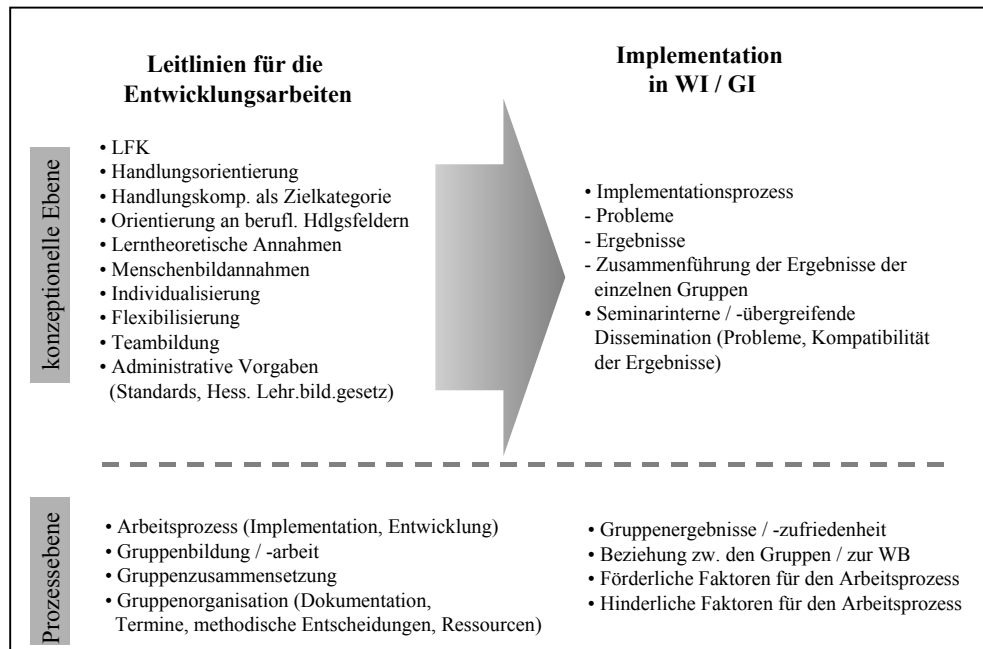 Leitlinien für die
Entwicklungsarbeiten
Implementation
in WI / GI
konzeptionelle Ebene
• LFK
• Handlungsorientierung
• Handlungskomp. als Zielkategorie
• Orientierung an berufl. Hdlgsfeldern
• Lerntheoretische Annahmen
• Menschenbildannahmen
• Individualisierung
• Flexibilisierung
• Teambildung
• Administrative Vorgaben
(Standards, Hess. Lehr.bild.gesetz)
• Implementationsprozess
- Probleme
- Ergebnisse
- Zusammenführung der Ergebnisse der
einzelnen Gruppen
• Seminarinterne / -übergreifende
Dissemination (Probleme, Kompatibilität
der Ergebnisse)
Prozessebene
• Arbeitsprozess (Implementation, Entwicklung)
• Gruppenbildung / -arbeit
• Gruppenzusammensetzung
• Gruppenorganisation (Dokumentation,
Termine, methodische Entscheidungen, Ressourcen)
• Gruppenergebnisse / -zufriedenheit
• Beziehung zw. den Gruppen / zur WB
• Förderliche Faktoren für den Arbeitsprozess
• Hinderliche Faktoren für den Arbeitsprozess